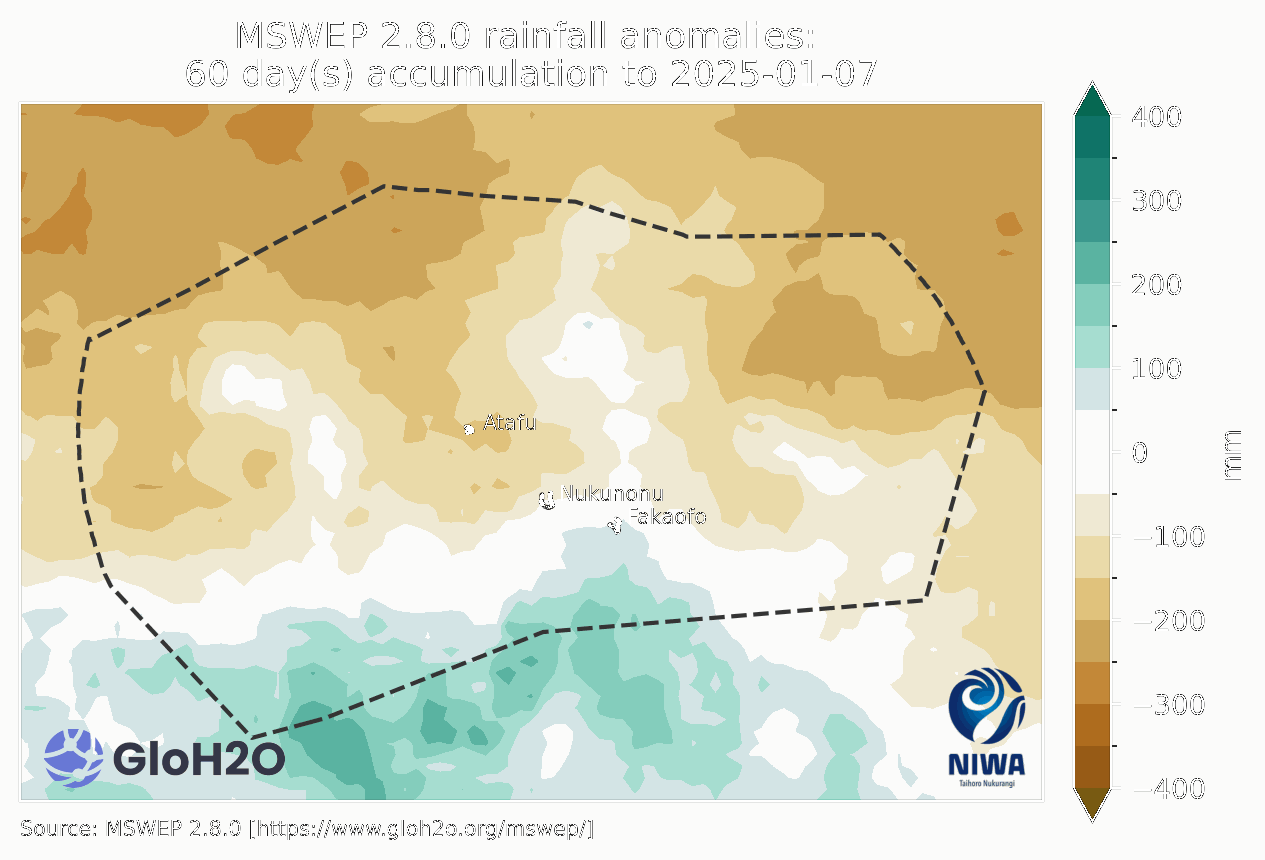 MSWEP 2.8.0 rainfall anomalies:
60 day(s) accumulation to 2025-01-07
400
300
200
100
0
−100
−200
−300
−400
mm
Atafu
Nukunonu
Fakaofo
GloH2O
NIWA
Taihoro Nukurangi
Source: MSWEP 2.8.0 [https://www.gloh2o.org/mswep/]